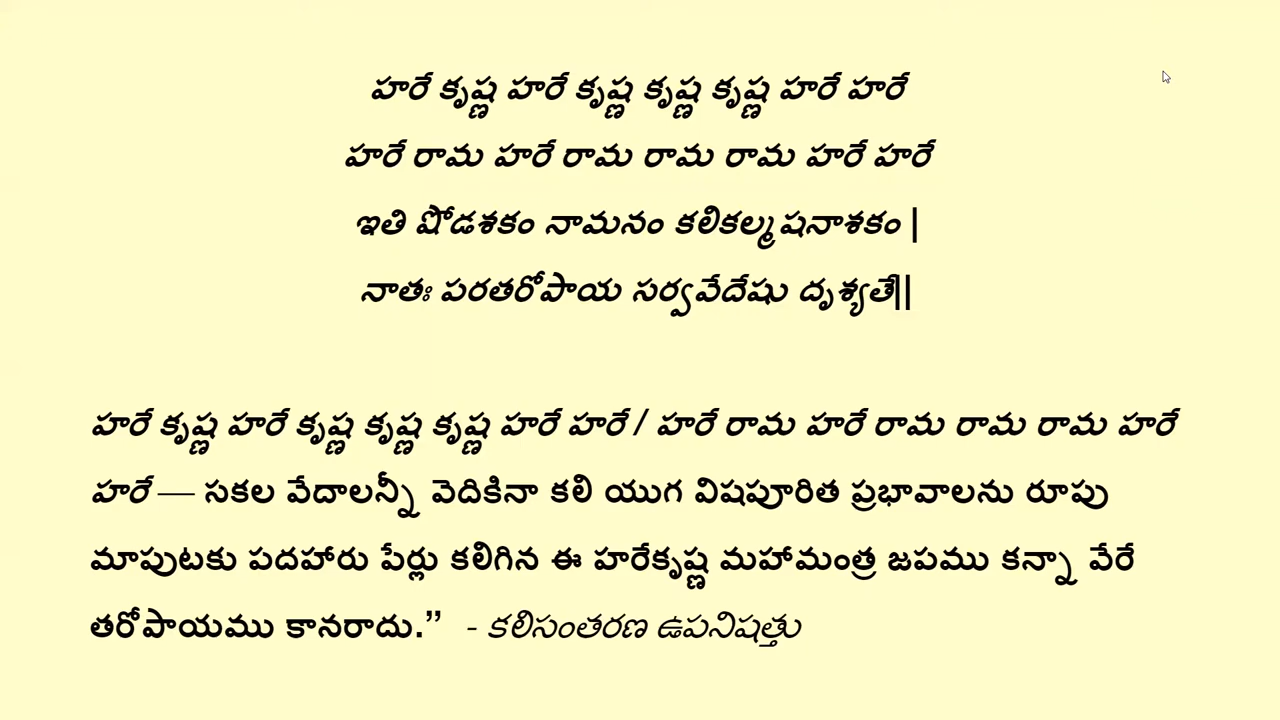 హరే కృష్ణ హరే కృష్ణ కృష్ణ కృష్ణ హరే హరే
హరే రామ హరే రామ రామ రామ హరే హరే
ఇతి షోడశకం నామనం కలికల్మషనాశకం |
నాతః పరతరోపాయ సర్వవేదేషు దృశ్యతే||
హరే కృష్ణ హరే కృష్ణ కృష్ణ కృష్ణ హరే హరే / హరే రామ హరే రామ రామ రామ హరే
హరే — సకల వేదాలన్నీ వెదికినా కలి యుగ విషపూరిత ప్రభావాలను రూపు
మాపుటకు పదహారు పేర్లు కలిగిన ఈ హరేకృష్ణ మహామంత్ర జపము కన్నా వేరే
తరోపాయము కానరాదు.” - కలిసంతరణ ఉపనిషత్తు